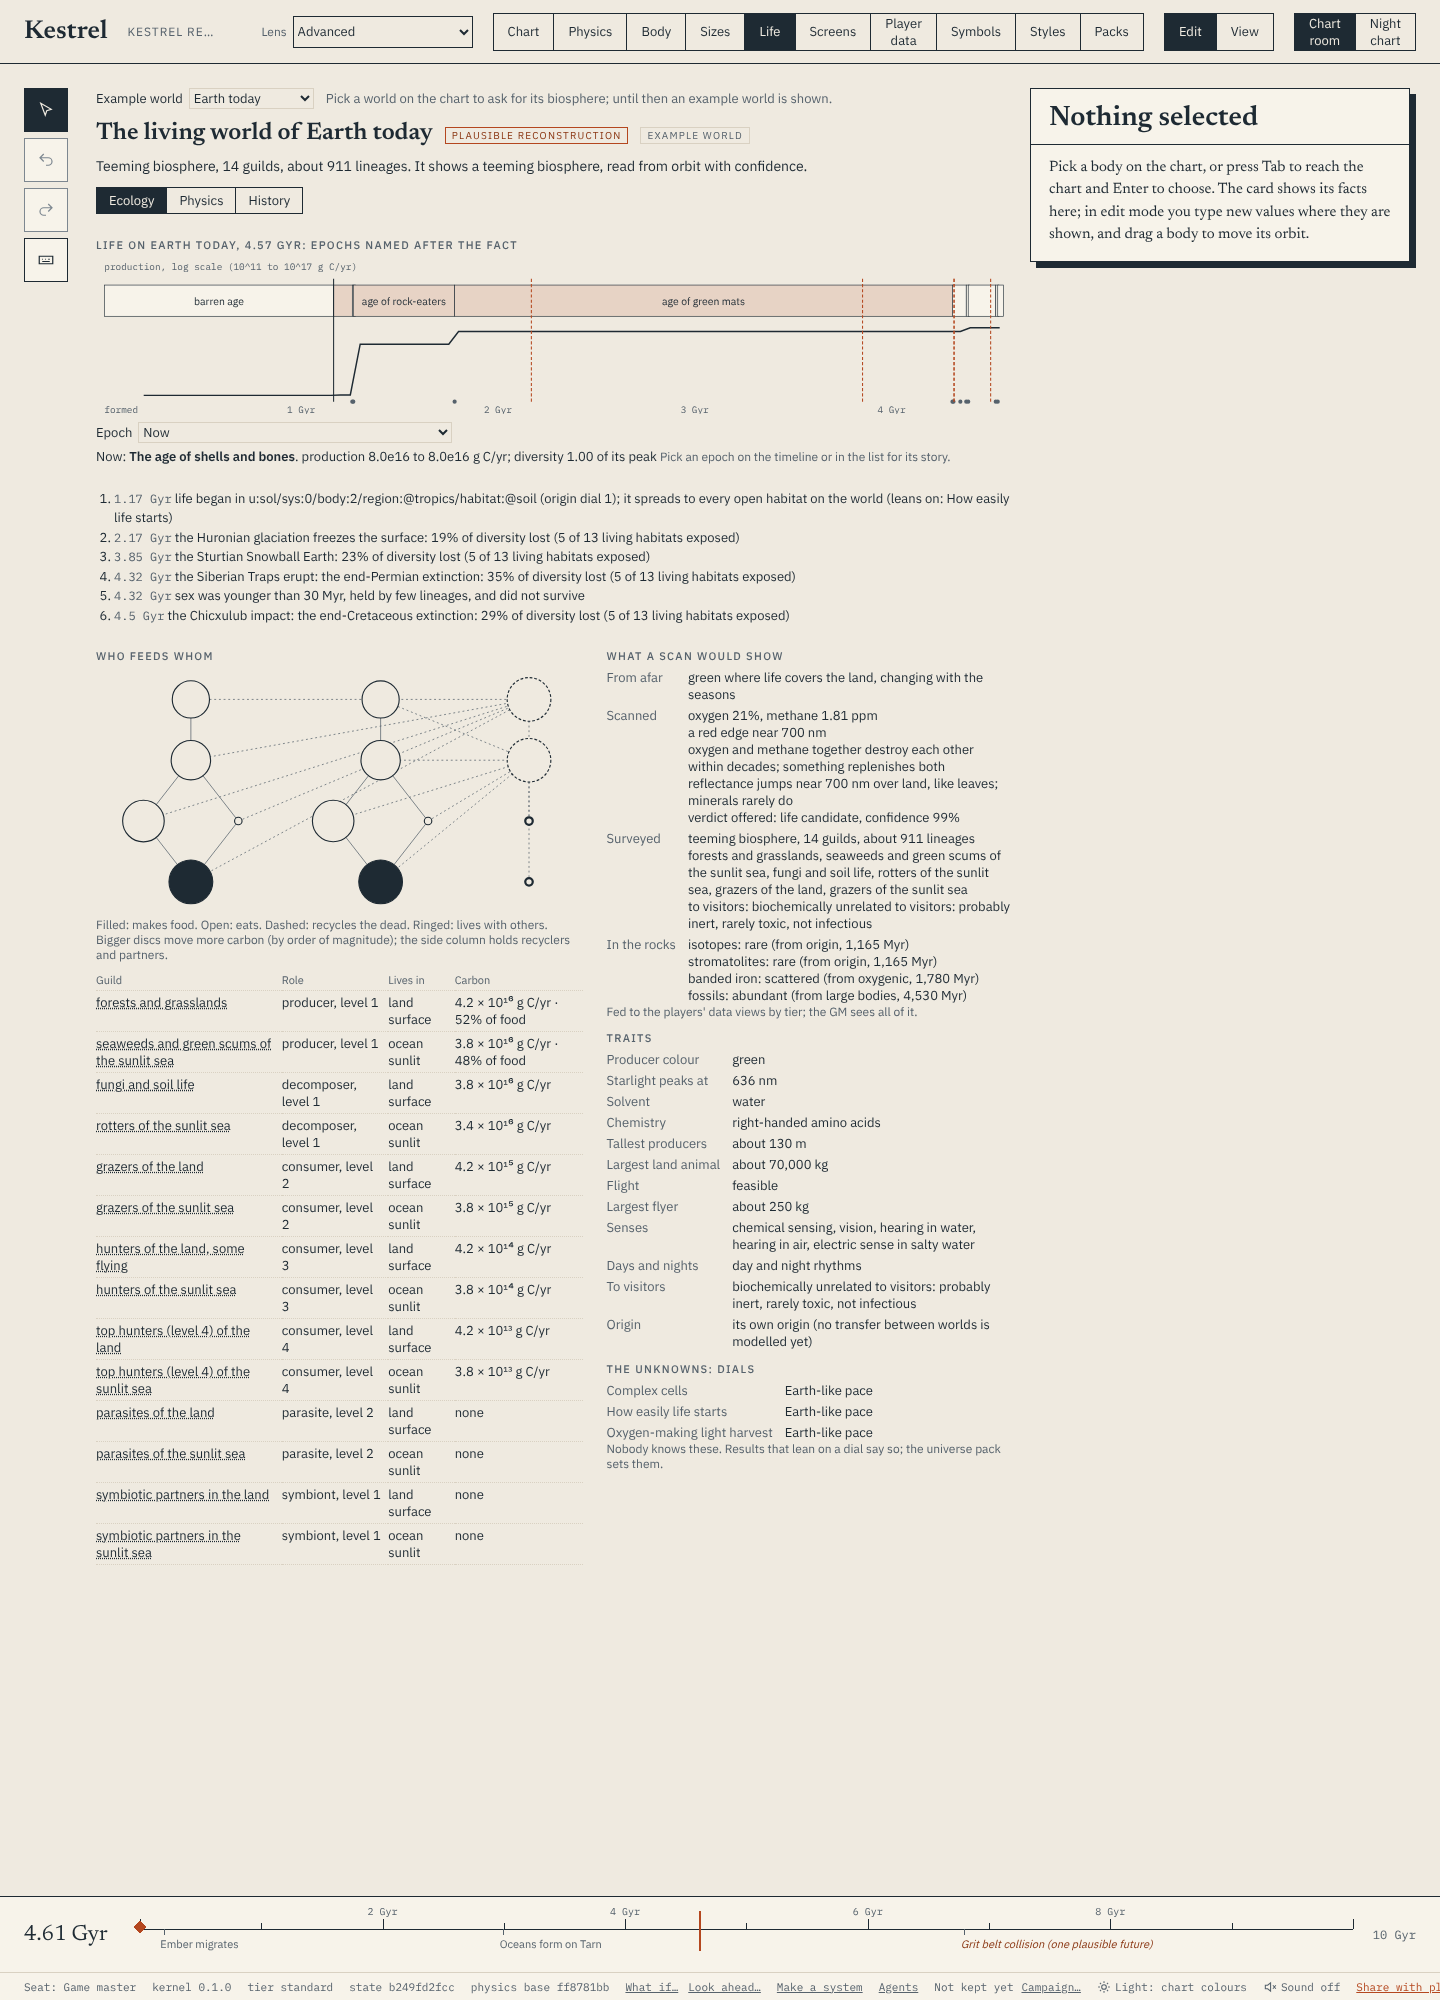 Kestrel
KESTREL RE…
Lens
Advanced
Chart
Physics
Body
Sizes
Life
Screens
Player
data
Symbols
Styles
Packs
Edit
View
Chart
room
Night
chart
Example world
Earth today
Pick a world on the chart to ask for its biosphere; until then an example world is shown.
The living world of Earth today
PLAUSIBLE RECONSTRUCTION
EXAMPLE WORLD
Teeming biosphere, 14 guilds, about 911 lineages. It shows a teeming biosphere, read from orbit with confidence.
Ecology
Physics
History
LIFE ON EARTH TODAY, 4.57 GYR: EPOCHS NAMED AFTER THE FACT
production, log scale (10^11 to 10^17 g C/yr)
barren age
age of rock-eaters
age of green mats
formed
1 Gyr
2 Gyr
3 Gyr
4 Gyr
Epoch
Now
Now: The age of shells and bones. production 8.0e16 to 8.0e16 g C/yr; diversity 1.00 of its peak Pick an epoch on the timeline or in the list for its story.
1. 1.17 Gyr life began in u:sol/sys:0/body:2/region:@tropics/habitat:@soil (origin dial 1); it spreads to every open habitat on the world (leans on: How easily
life starts)
2. 2.17 Gyr the Huronian glaciation freezes the surface: 19% of diversity lost (5 of 13 living habitats exposed)
3. 3.85 Gyr the Sturtian Snowball Earth: 23% of diversity lost (5 of 13 living habitats exposed)
4. 4.32 Gyr the Siberian Traps erupt: the end-Permian extinction: 35% of diversity lost (5 of 13 living habitats exposed)
5. 4.32 Gyr sex was younger than 30 Myr, held by few lineages, and did not survive
6. 4.5 Gyr the Chicxulub impact: the end-Cretaceous extinction: 29% of diversity lost (5 of 13 living habitats exposed)
WHO FEEDS WHOM
Filled: makes food. Open: eats. Dashed: recycles the dead. Ringed: lives with others.
Bigger discs move more carbon (by order of magnitude); the side column holds recyclers
and partners.
Guild
Role
Lives in
Carbon
forests and grasslands
producer, level 1
land
surface
4.2 × 10¹⁶ g C/yr ·
52% of food
seaweeds and green scums of
the sunlit sea
producer, level 1
ocean
sunlit
3.8 × 10¹⁶ g C/yr ·
48% of food
fungi and soil life
decomposer,
level 1
land
surface
3.8 × 10¹⁶ g C/yr
rotters of the sunlit sea
decomposer,
level 1
ocean
sunlit
3.4 × 10¹⁶ g C/yr
grazers of the land
consumer, level
2
land
surface
4.2 × 10¹⁵ g C/yr
grazers of the sunlit sea
consumer, level
2
ocean
sunlit
3.8 × 10¹⁵ g C/yr
hunters of the land, some
flying
consumer, level
3
land
surface
4.2 × 10¹⁴ g C/yr
hunters of the sunlit sea
consumer, level
3
ocean
sunlit
3.8 × 10¹⁴ g C/yr
top hunters (level 4) of the
land
consumer, level
4
land
surface
4.2 × 10¹³ g C/yr
top hunters (level 4) of the
sunlit sea
consumer, level
4
ocean
sunlit
3.8 × 10¹³ g C/yr
parasites of the land
parasite, level 2
land
surface
none
parasites of the sunlit sea
parasite, level 2
ocean
sunlit
none
symbiotic partners in the land
symbiont, level 1
land
surface
none
symbiotic partners in the
sunlit sea
symbiont, level 1
ocean
sunlit
none
WHAT A SCAN WOULD SHOW
From afar
green where life covers the land, changing with the
seasons
Scanned
oxygen 21%, methane 1.81 ppm
a red edge near 700 nm
oxygen and methane together destroy each other
within decades; something replenishes both
reflectance jumps near 700 nm over land, like leaves;
minerals rarely do
verdict offered: life candidate, confidence 99%
Surveyed
teeming biosphere, 14 guilds, about 911 lineages
forests and grasslands, seaweeds and green scums of
the sunlit sea, fungi and soil life, rotters of the sunlit
sea, grazers of the land, grazers of the sunlit sea
to visitors: biochemically unrelated to visitors: probably
inert, rarely toxic, not infectious
In the rocks
isotopes: rare (from origin, 1,165 Myr)
stromatolites: rare (from origin, 1,165 Myr)
banded iron: scattered (from oxygenic, 1,780 Myr)
fossils: abundant (from large bodies, 4,530 Myr)
Fed to the players' data views by tier; the GM sees all of it.
TRAITS
Producer colour
green
Starlight peaks at
636 nm
Solvent
water
Chemistry
right-handed amino acids
Tallest producers
about 130 m
Largest land animal
about 70,000 kg
Flight
feasible
Largest flyer
about 250 kg
Senses
chemical sensing, vision, hearing in water,
hearing in air, electric sense in salty water
Days and nights
day and night rhythms
To visitors
biochemically unrelated to visitors: probably
inert, rarely toxic, not infectious
Origin
its own origin (no transfer between worlds is
modelled yet)
THE UNKNOWNS: DIALS
Complex cells
Earth-like pace
How easily life starts
Earth-like pace
Oxygen-making light harvest
Earth-like pace
Nobody knows these. Results that lean on a dial say so; the universe pack
sets them.
Nothing selected
Pick a body on the chart, or press Tab to reach the
chart and Enter to choose. The card shows its facts
here; in edit mode you type new values where they are
shown, and drag a body to move its orbit.
4.61 Gyr
2 Gyr
4 Gyr
6 Gyr
8 Gyr
10 Gyr
Ember migrates
Oceans form on Tarn
Grit belt collision (one plausible future)
Seat: Game master
kernel 0.1.0
tier standard
state b249fd2fcc
physics base ff8781bb
What if…
Look ahead…
Make a system
Agents
Not kept yet
Campaign…
Light: chart colours
Sound off
Share with pl